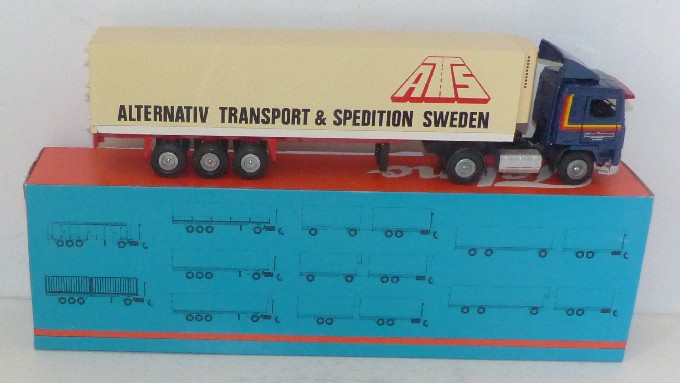 ATS
ALTERNATIV TRANSPORT & SPEDITION SWEDEN